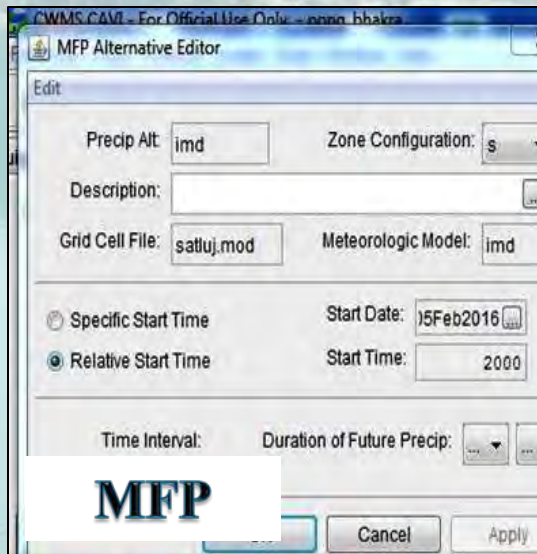 CWMS CAVI - For Official Use Only: - pong_bhakra
MFP Alternative Editor
Edit
Precip Alt: imd Zone Configuration: s
Description: ...
Grid Cell File: satluj.mod Meteorologic Model: imd
Specific Start Time Start Date: 05Feb2016 ...
Relative Start Time Start Time: 2000
Time Interval: Duration of Future Precip: ... ...
MFP
Cancel Apply